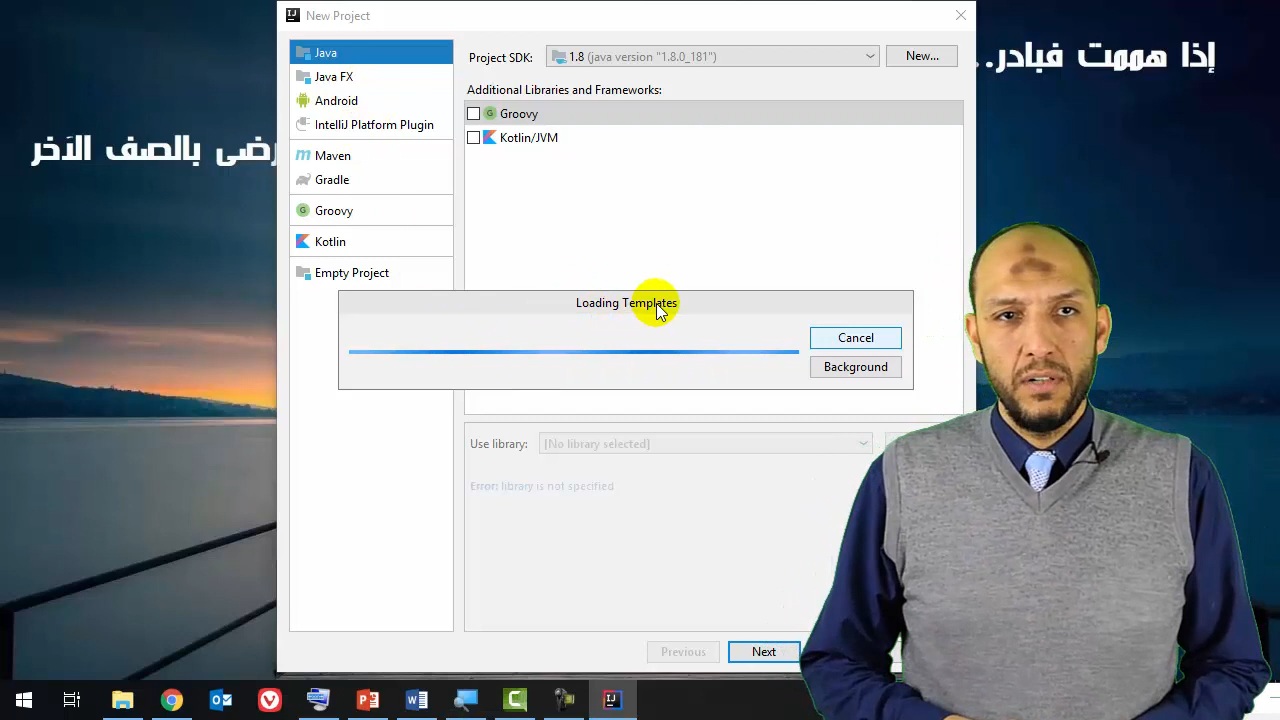 New Project
إذا هممت فبادر..
رضى بالصف الآخر
Java
Java FX
Android
IntelliJ Platform Plugin
Maven
Gradle
Groovy
Kotlin
Empty Project
Project SDK:
1.8 (java version "1.8.0_181")
New...
Additional Libraries and Frameworks:
Groovy
Kotlin/JVM
Loading Templates
Cancel
Background
Use library:
[No library selected]
Error: library is not specified
Previous
Next